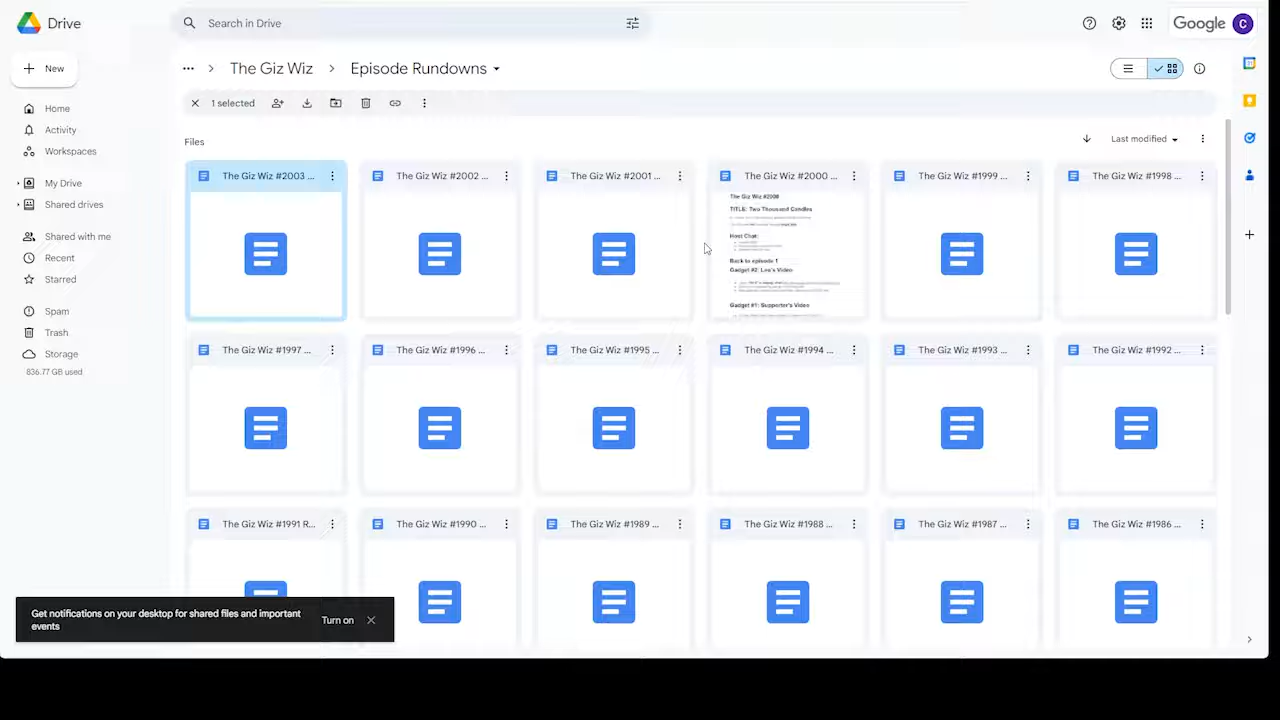 Drive
Search in Drive
Google
C
New
The Giz Wiz
Episode Rundowns
1 selected
Home
Activity
Workspaces
My Drive
Shared drives
Shared with me
Recent
Starred
Spam
Trash
Storage
836.77 GB used
Files
Last modified
The Giz Wiz #2003 ...
The Giz Wiz #2002 ...
The Giz Wiz #2001 ...
The Giz Wiz #2000 ...
The Giz Wiz #1999 ...
The Giz Wiz #1998 ...
The Giz Wiz #2000
TITLE: Two Thousand Candles
Host Chat:
Back to episode 1
Gadget #2: Leo's Video
Gadget #1: Supporter's Video
The Giz Wiz #1997 ...
The Giz Wiz #1996 ...
The Giz Wiz #1995 ...
The Giz Wiz #1994 ...
The Giz Wiz #1993 ...
The Giz Wiz #1992 ...
The Giz Wiz #1991 R...
The Giz Wiz #1990 ...
The Giz Wiz #1989 ...
The Giz Wiz #1988 ...
The Giz Wiz #1987 ...
The Giz Wiz #1986 ...
Get notifications on your desktop for shared files and important
events
Turn on